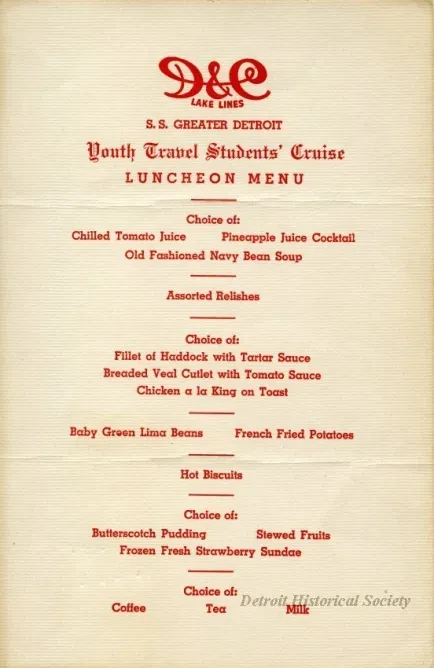 D&C
LAKE LINES
S. S. GREATER DETROIT
Youth Travel Students' Cruise
LUNCHEON MENU
Choice of:
Chilled Tomato Juice Pineapple Juice Cocktail
Old Fashioned Navy Bean Soup
Assorted Relishes
Choice of:
Fillet of Haddock with Tartar Sauce
Breaded Veal Cutlet with Tomato Sauce
Chicken a la King on Toast
Baby Green Lima Beans French Fried Potatoes
Hot Biscuits
Choice of:
Butterscotch Pudding Stewed Fruits
Frozen Fresh Strawberry Sundae
Choice of:
Coffee Tea Milk
Detroit Historical Society